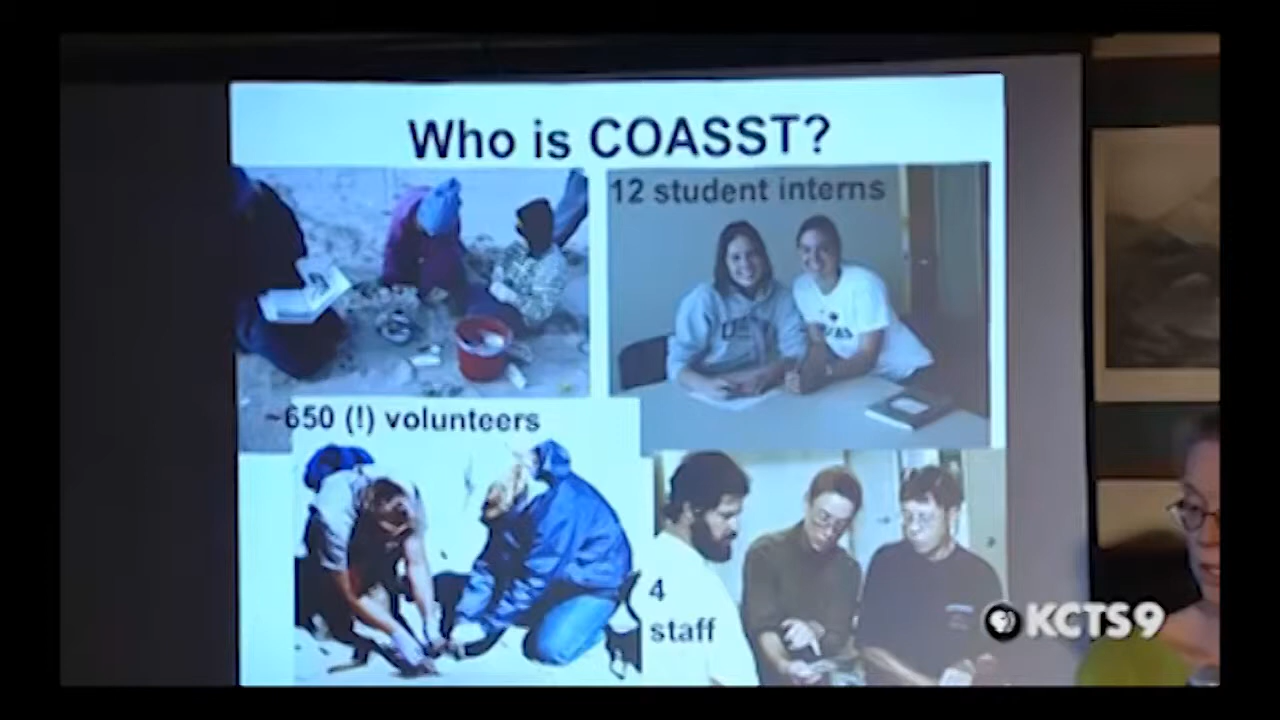 Who is COASST?
12 student interns
~650 (!) volunteers
4
staff
KCTS9